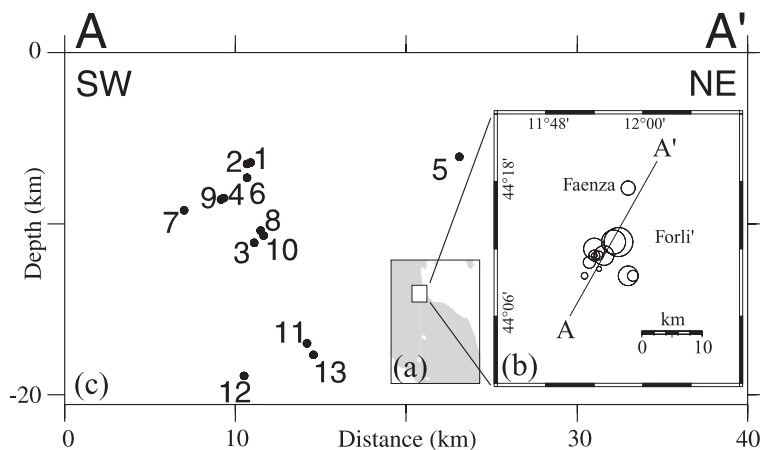 A A'
0
SW NE
11°48' 12°00'
A'
2 1
5
44°18'
Faenza
9 4 6
7
8
Forli'
3 10
Depth (km)
44°06'
A
km
0 10
11
13
12
(c) (a) (b)
-20
0 10 Distance (km) 30 40